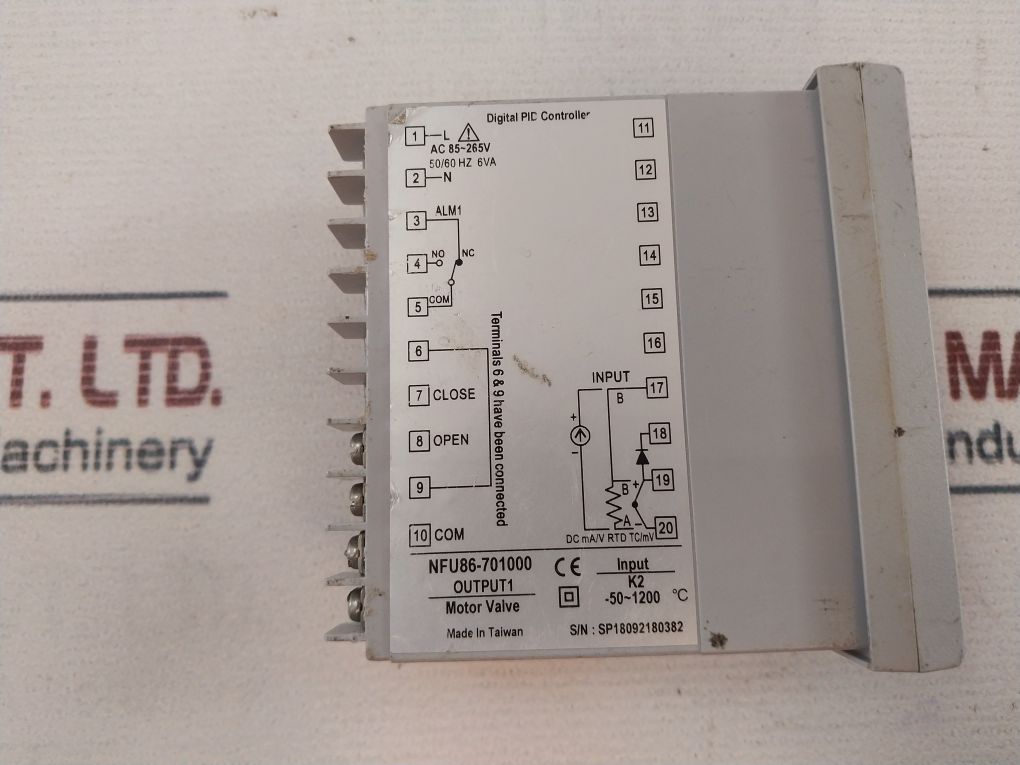 Digital PID Controller
1 L
AC 85~265V
50/60 HZ 6VA
2 N
3 ALM1
4 NO NC
5 COM
6
7 CLOSE
8 OPEN
9
10 COM
Terminals 6 & 9 have been connected
11
12
13
14
15
16
INPUT
B 17
+
18
-
B + 19
A - 20
DC mA/V RTD TC/mV
NFU86-701000
OUTPUT1
Motor Valve
Made In Taiwan
CE
Input
K2
-50~1200 °C
S/N : SP18092180382
T. LTD.
achinery
MA
ndu